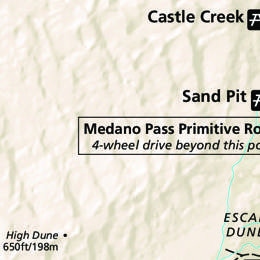 Castle Creek
Sand Pit
Medano Pass Primitive Ro
4-wheel drive beyond this po
ESCA
DUN
High Dune
650ft/198m